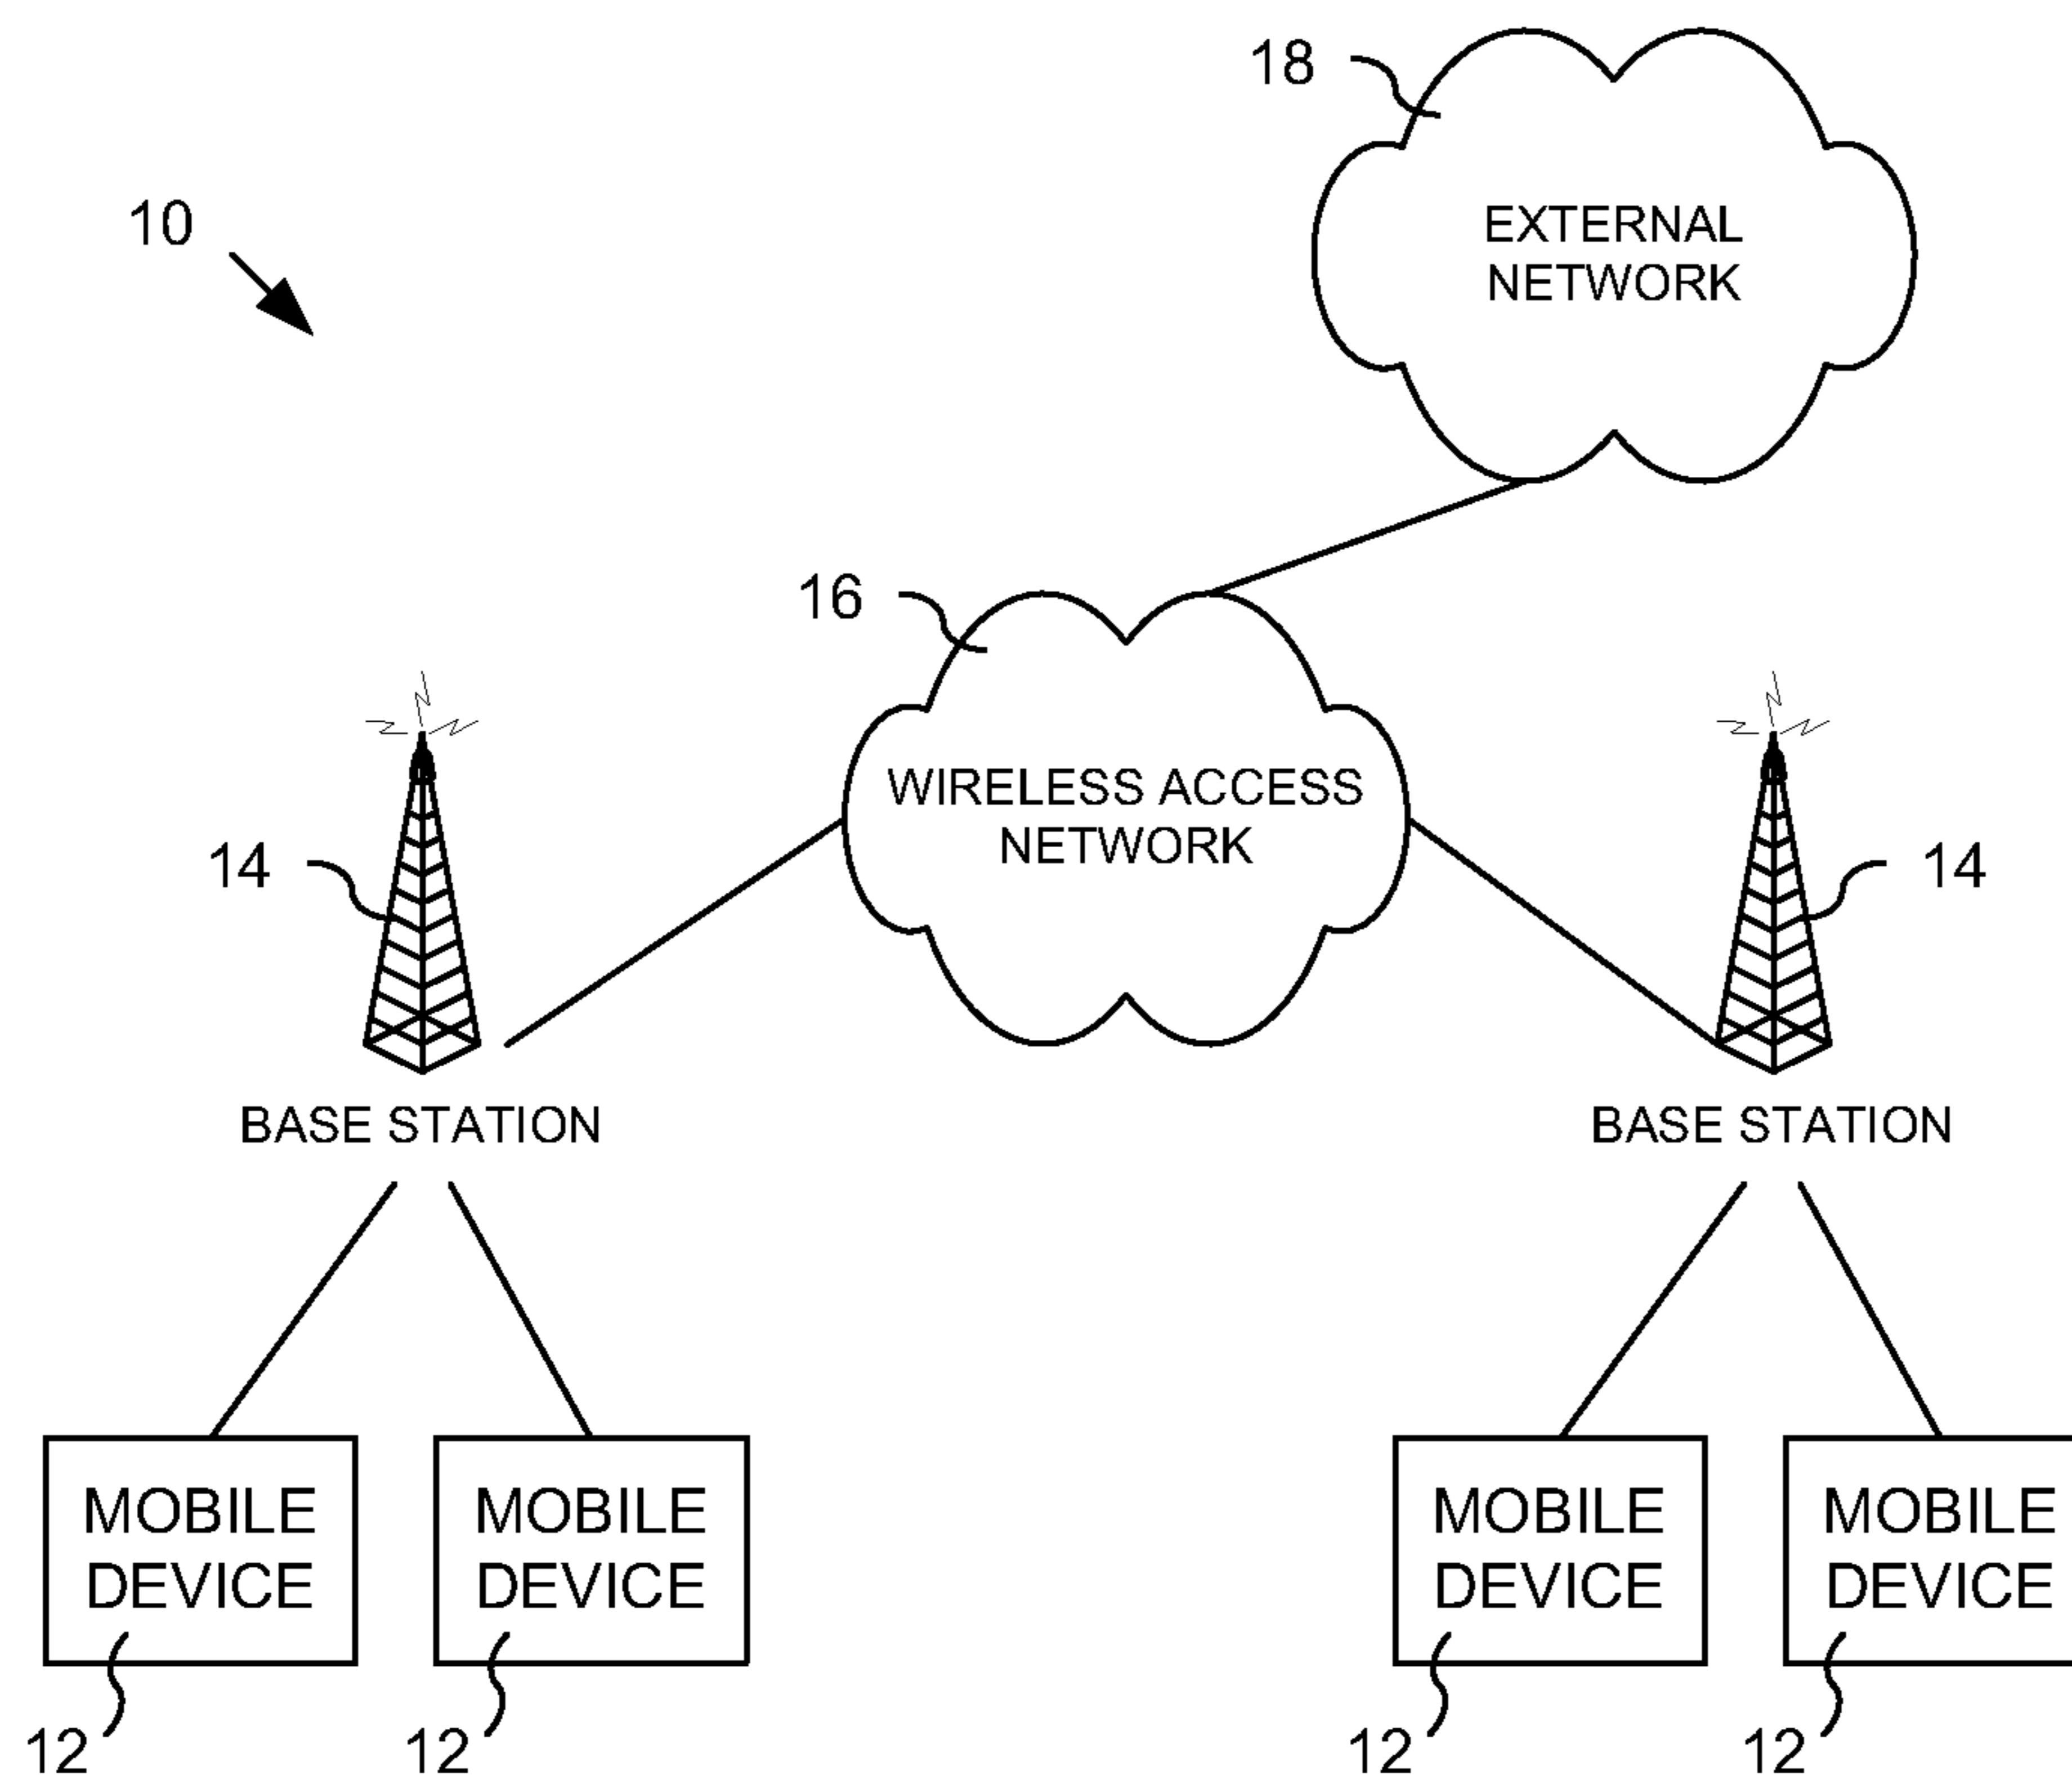 18
10
EXTERNAL
NETWORK
16
WIRELESS ACCESS
NETWORK
14
14
BASE STATION
BASE STATION
MOBILE
DEVICE
MOBILE
DEVICE
MOBILE
DEVICE
MOBILE
DEVICE
12
12
12
12